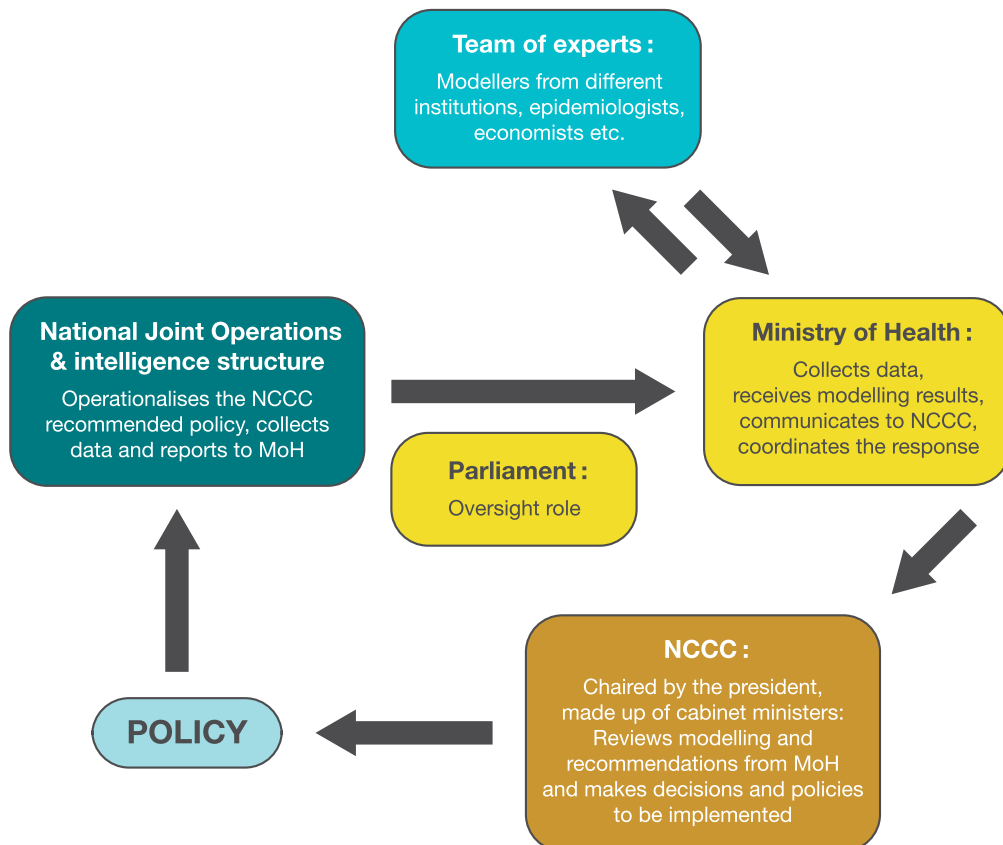 Team of experts :
Modellers from different
institutions, epidemiologists,
economists etc.
National Joint Operations
& intelligence structure
Operationalises the NCCC
recommended policy, collects
data and reports to MoH
Ministry of Health :
Collects data,
receives modelling results,
communicates to NCCC,
coordinates the response
Parliament :
Oversight role
NCCC :
Chaired by the president,
made up of cabinet ministers:
Reviews modelling and
recommendations from MoH
and makes decisions and policies
to be implemented
POLICY